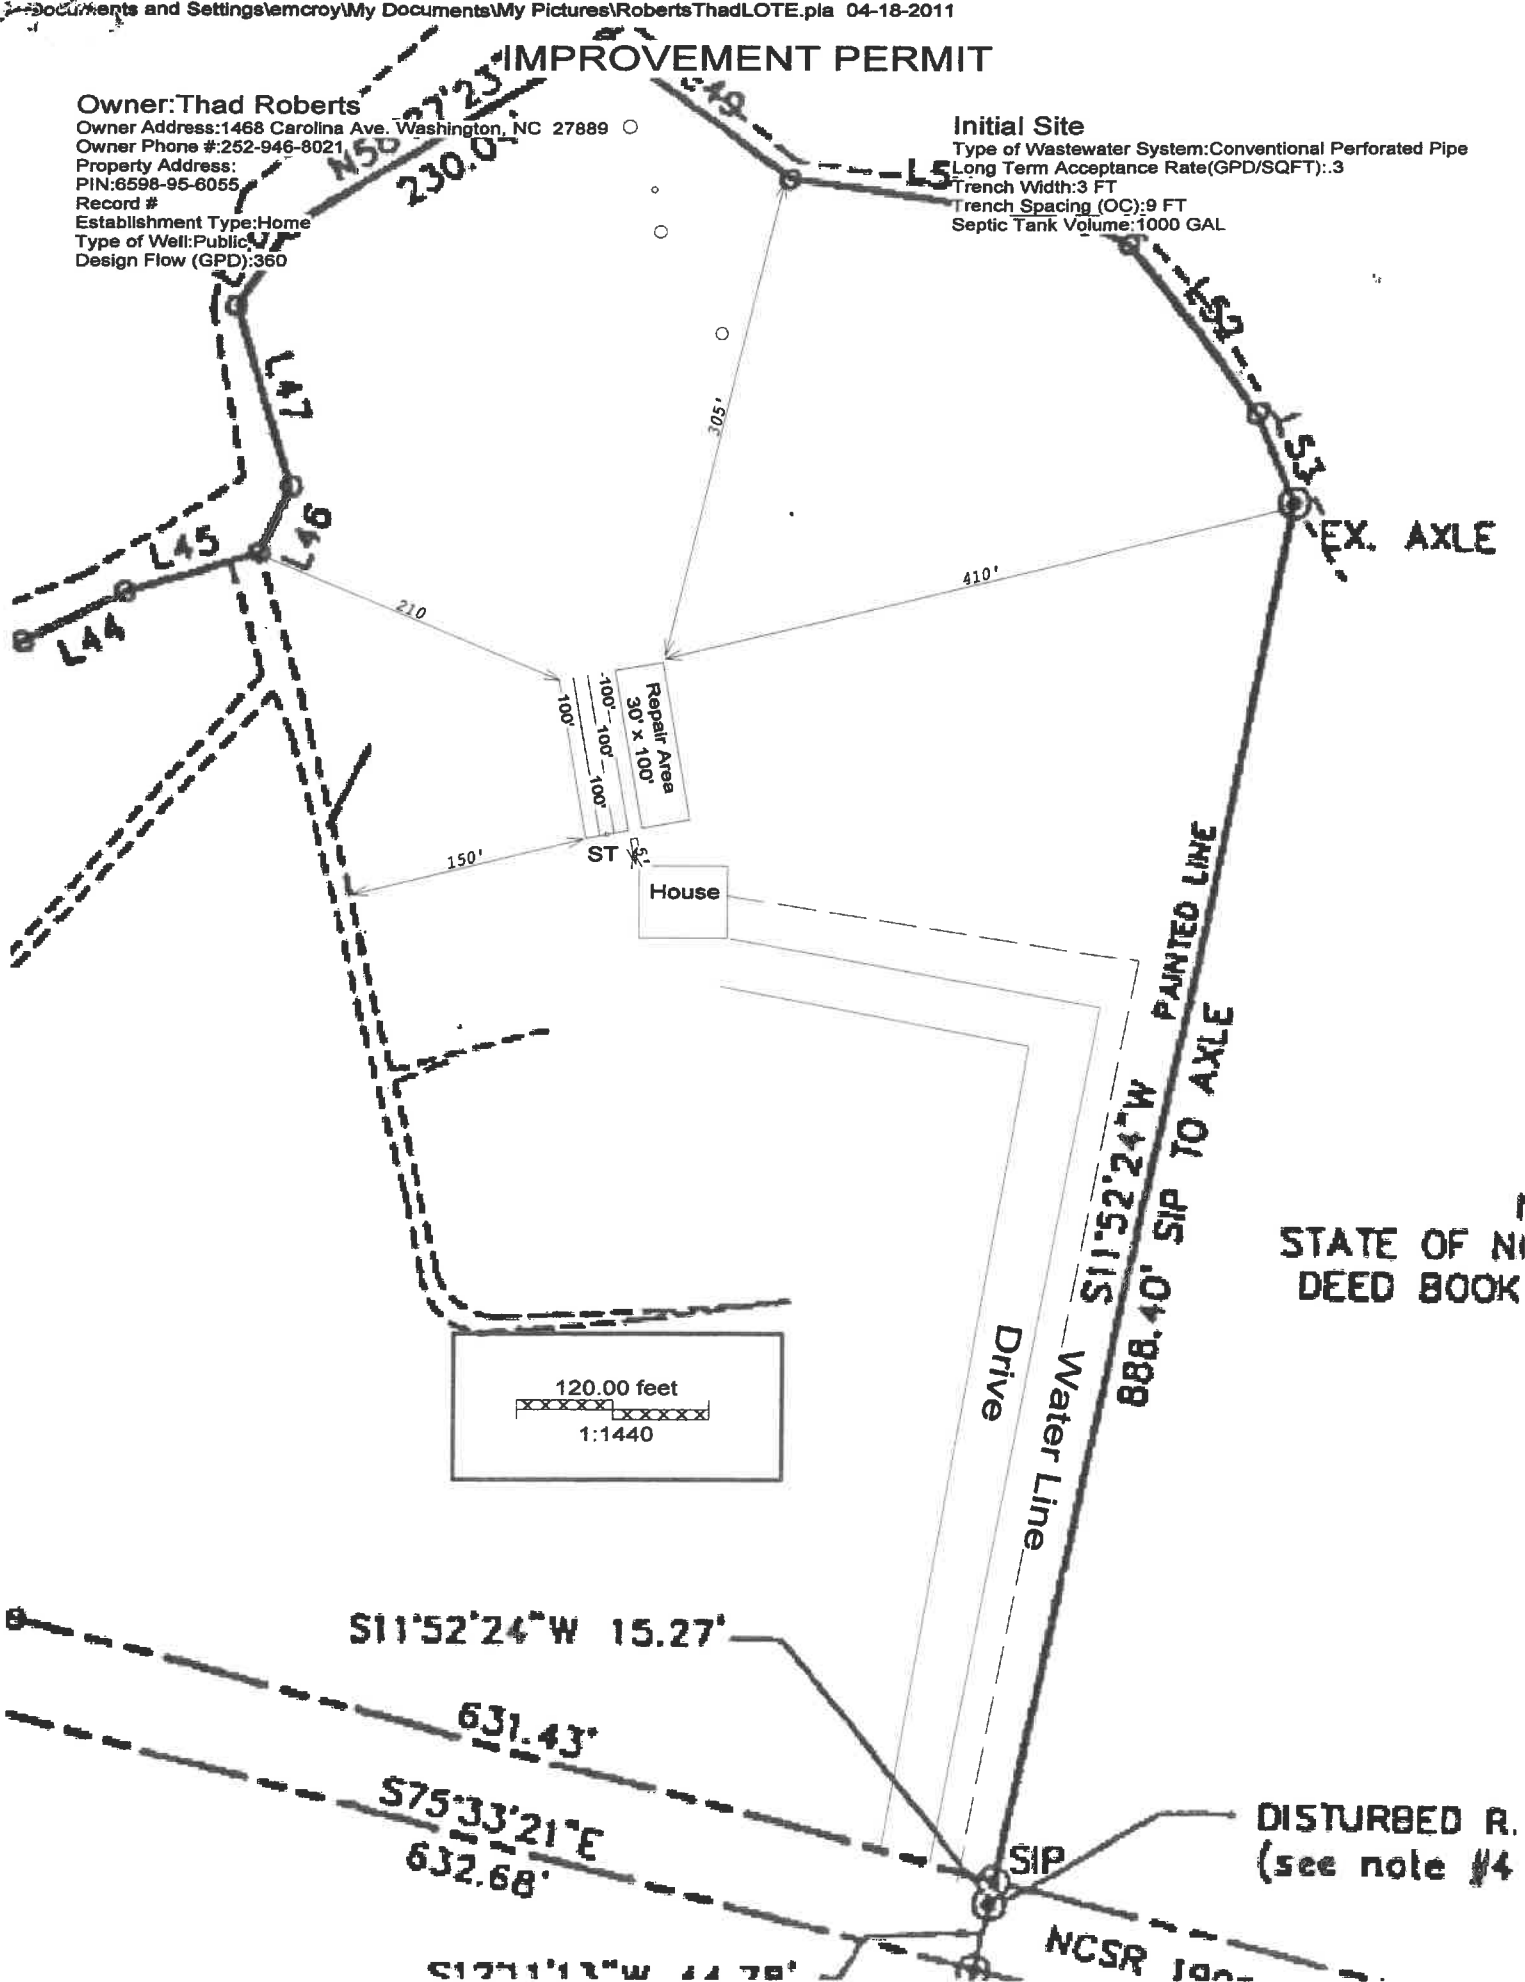 Documents and Settings\emcroy\My Documents\My Pictures\RobertsThadLOTE.pla 04-18-2011
IMPROVEMENT PERMIT
Owner:Thad Roberts
Owner Address:1468 Carolina Ave. Washington, NC 27889
Owner Phone #:252-946-8021
Property Address:
PIN:6598-95-6055
Record #
Establishment Type:Home
Type of Well:Public
Design Flow (GPD):360
Initial Site
Type of Wastewater System:Conventional Perforated Pipe
Long Term Acceptance Rate(GPD/SQFT):.3
Trench Width:3 FT
Trench Spacing (OC):9 FT
Septic Tank Volume:1000 GAL
L52
L53
L47
L46
L45
L44
305'
EX. AXLE
410'
210
100'
100'
100'
100'
Repair Area
30' x 100'
150'
ST
5'
House
PAINTED LINE
S11°52'24"W
888.40' SIP TO AXLE
STATE OF
DEED BOOK
Drive
Water Line
120.00 feet
1:1440
S11°52'24"W 15.27'
631.43'
S75°33'21"E
632.68'
DISTURBED R.
(see note #4
SIP
NCSR